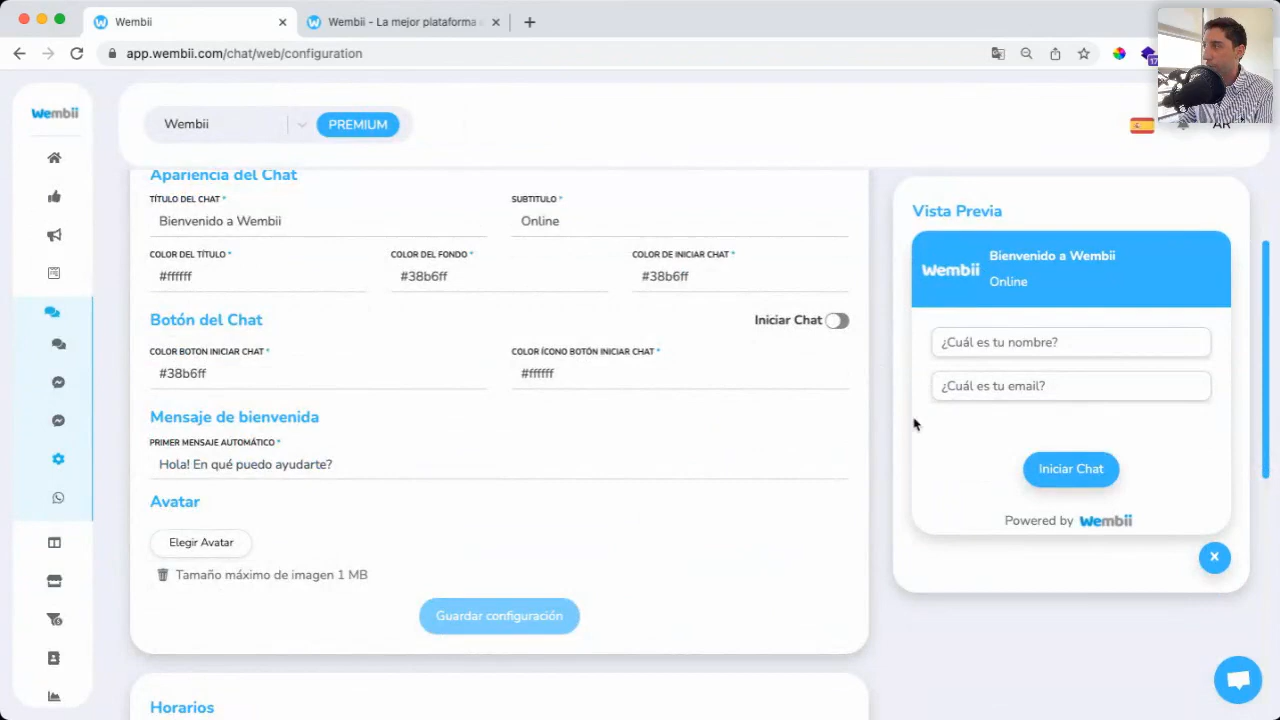 Wembii
Wembii - La mejor plataforma
app.wembii.com/chat/web/configuration
17
Wembii
Wembii
PREMIUM
AR
Apariencia del Chat
TÍTULO DEL CHAT *
SUBTITULO *
Bienvenido a Wembii
Online
COLOR DEL TÍTULO *
COLOR DEL FONDO *
COLOR DE INICIAR CHAT *
#ffffff
#38b6ff
#38b6ff
Botón del Chat
Iniciar Chat
COLOR BOTON INICIAR CHAT *
COLOR ÍCONO BOTÓN INICIAR CHAT *
#38b6ff
#ffffff
Mensaje de bienvenida
PRIMER MENSAJE AUTOMÁTICO *
Hola! En qué puedo ayudarte?
Avatar
Elegir Avatar
Tamaño máximo de imagen 1 MB
Guardar configuración
Horarios
Vista Previa
Wembii
Bienvenido a Wembii
Online
¿Cuál es tu nombre?
¿Cuál es tu email?
Iniciar Chat
Powered by Wembii